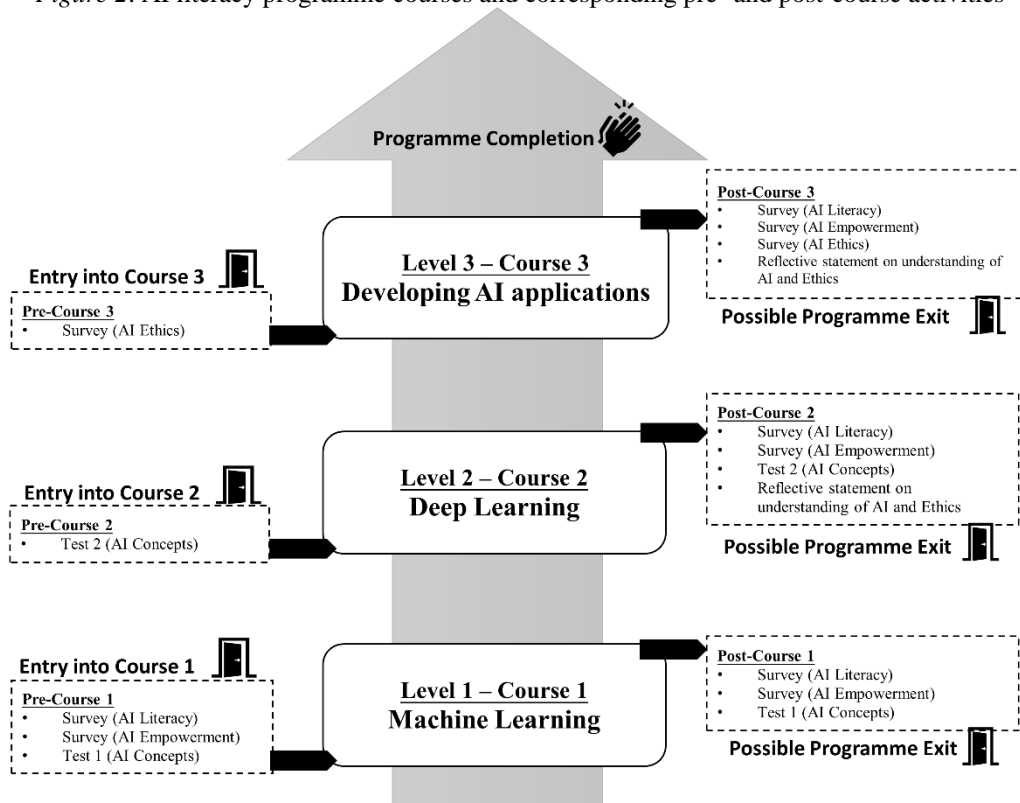 Figure 2. AI literacy programme courses and corresponding pre- and post-course activities
Programme Completion
Post-Course 3
• Survey (AI Literacy)
• Survey (AI Empowerment)
• Survey (AI Ethics)
• Reflective statement on understanding of
AI and Ethics
Possible Programme Exit
Level 3 – Course 3
Developing AI applications
Entry into Course 3
Pre-Course 3
• Survey (AI Ethics)
Post-Course 2
• Survey (AI Literacy)
• Survey (AI Empowerment)
• Test 2 (AI Concepts)
• Reflective statement on
understanding of AI and Ethics
Possible Programme Exit
Level 2 – Course 2
Deep Learning
Entry into Course 2
Pre-Course 2
• Test 2 (AI Concepts)
Post-Course 1
• Survey (AI Literacy)
• Survey (AI Empowerment)
• Test 1 (AI Concepts)
Possible Programme Exit
Level 1 – Course 1
Machine Learning
Entry into Course 1
Pre-Course 1
• Survey (AI Literacy)
• Survey (AI Empowerment)
• Test 1 (AI Concepts)